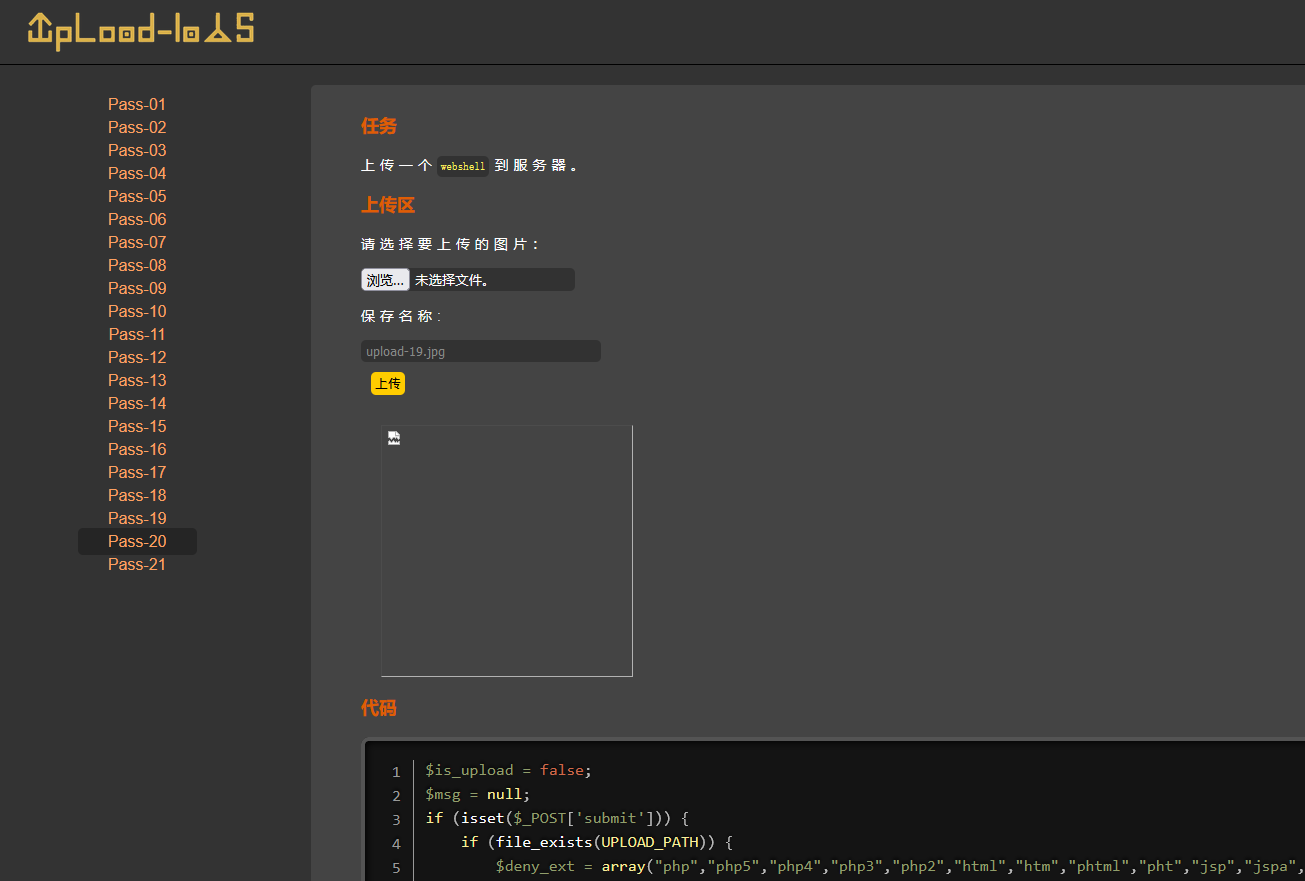 UpLoad-labs
Pass-01
Pass-02
Pass-03
Pass-04
Pass-05
Pass-06
Pass-07
Pass-08
Pass-09
Pass-10
Pass-11
Pass-12
Pass-13
Pass-14
Pass-15
Pass-16
Pass-17
Pass-18
Pass-19
Pass-20
Pass-21
任务
上传一个 webshell 到服务器。
上传区
请选择要上传的图片:
浏览... 未选择文件。
保存名称:
upload-19.jpg
上传
代码
1 $is_upload = false;
2 $msg = null;
3 if (isset($_POST['submit'])) {
4 if (file_exists(UPLOAD_PATH)) {
5 $deny_ext = array("php","php5","php4","php3","php2","html","htm","phtml","pht","jsp","jspa",